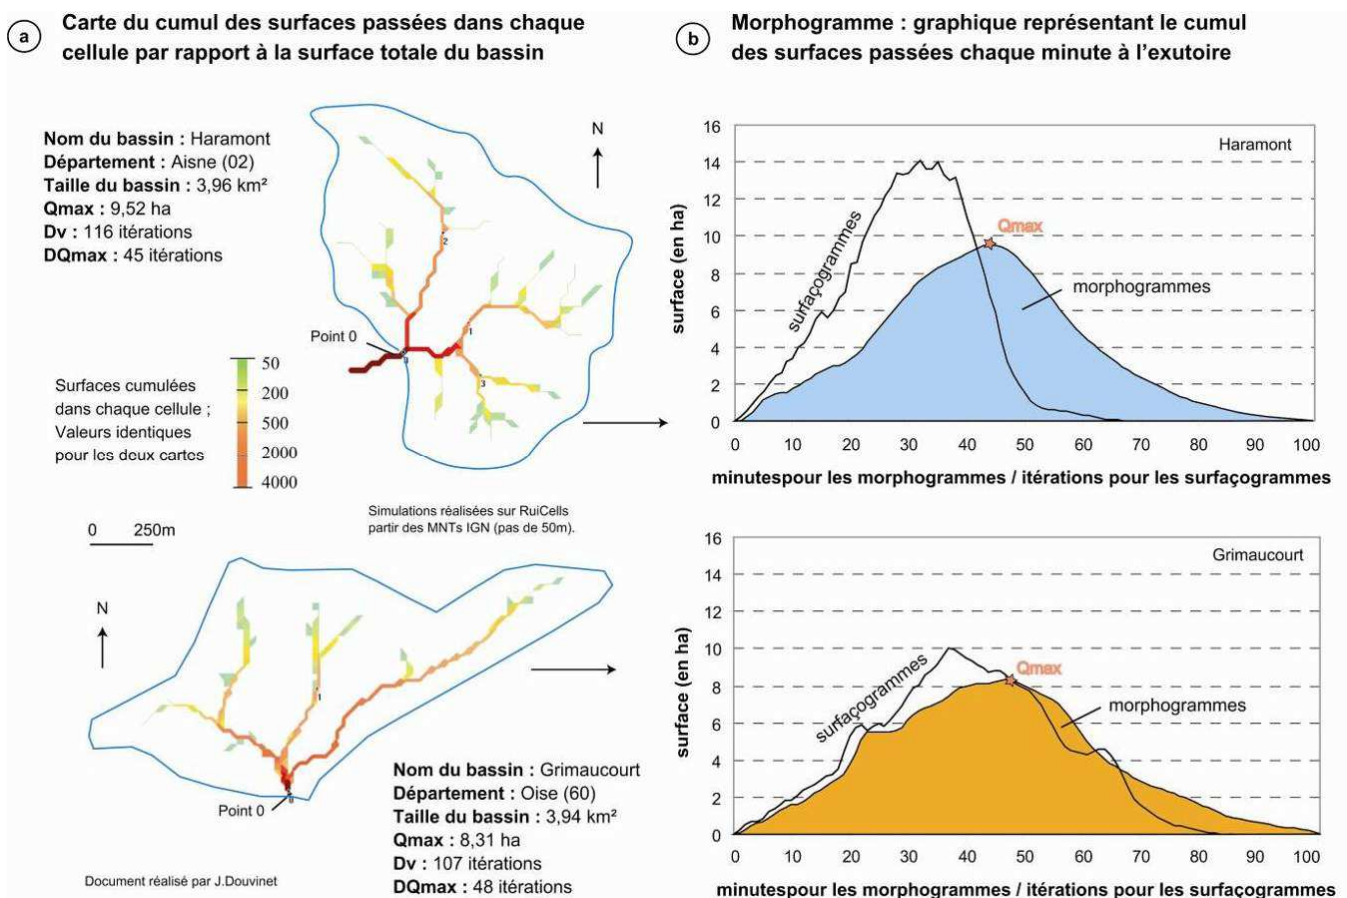 a
Carte du cumul des surfaces passées dans chaque
cellule par rapport à la surface totale du bassin
Nom du bassin : Haramont
Département : Aisne (02)
Taille du bassin : 3,96 km²
Qmax : 9,52 ha
Dv : 116 itérations
DQmax : 45 itérations
N
2
1
3
Point 0
Surfaces cumulées
dans chaque cellule ;
Valeurs identiques
pour les deux cartes
50
200
500
2000
4000
Simulations réalisées sur RuiCells
partir des MNTs IGN (pas de 50m).
0 250m
N
Point 0
Nom du bassin : Grimaucourt
Département : Oise (60)
Taille du bassin : 3,94 km²
Qmax : 8,31 ha
Dv : 107 itérations
DQmax : 48 itérations
Document réalisé par J.Douvinet
b
Morphogramme : graphique représentant le cumul
des surfaces passées chaque minute à l'exutoire
Haramont
surface (en ha)
16
14
12
10
8
6
4
2
0
surfaçogrammes
Qmax
morphogrammes
0 10 20 30 40 50 60 70 80 90 100
minutespour les morphogrammes / itérations pour les surfaçogrammes
Grimaucourt
surface (en ha)
16
14
12
10
8
6
4
2
0
surfaçogrammes
Qmax
morphogrammes
0 10 20 30 40 50 60 70 80 90 100
minutespour les morphogrammes / itérations pour les surfaçogrammes